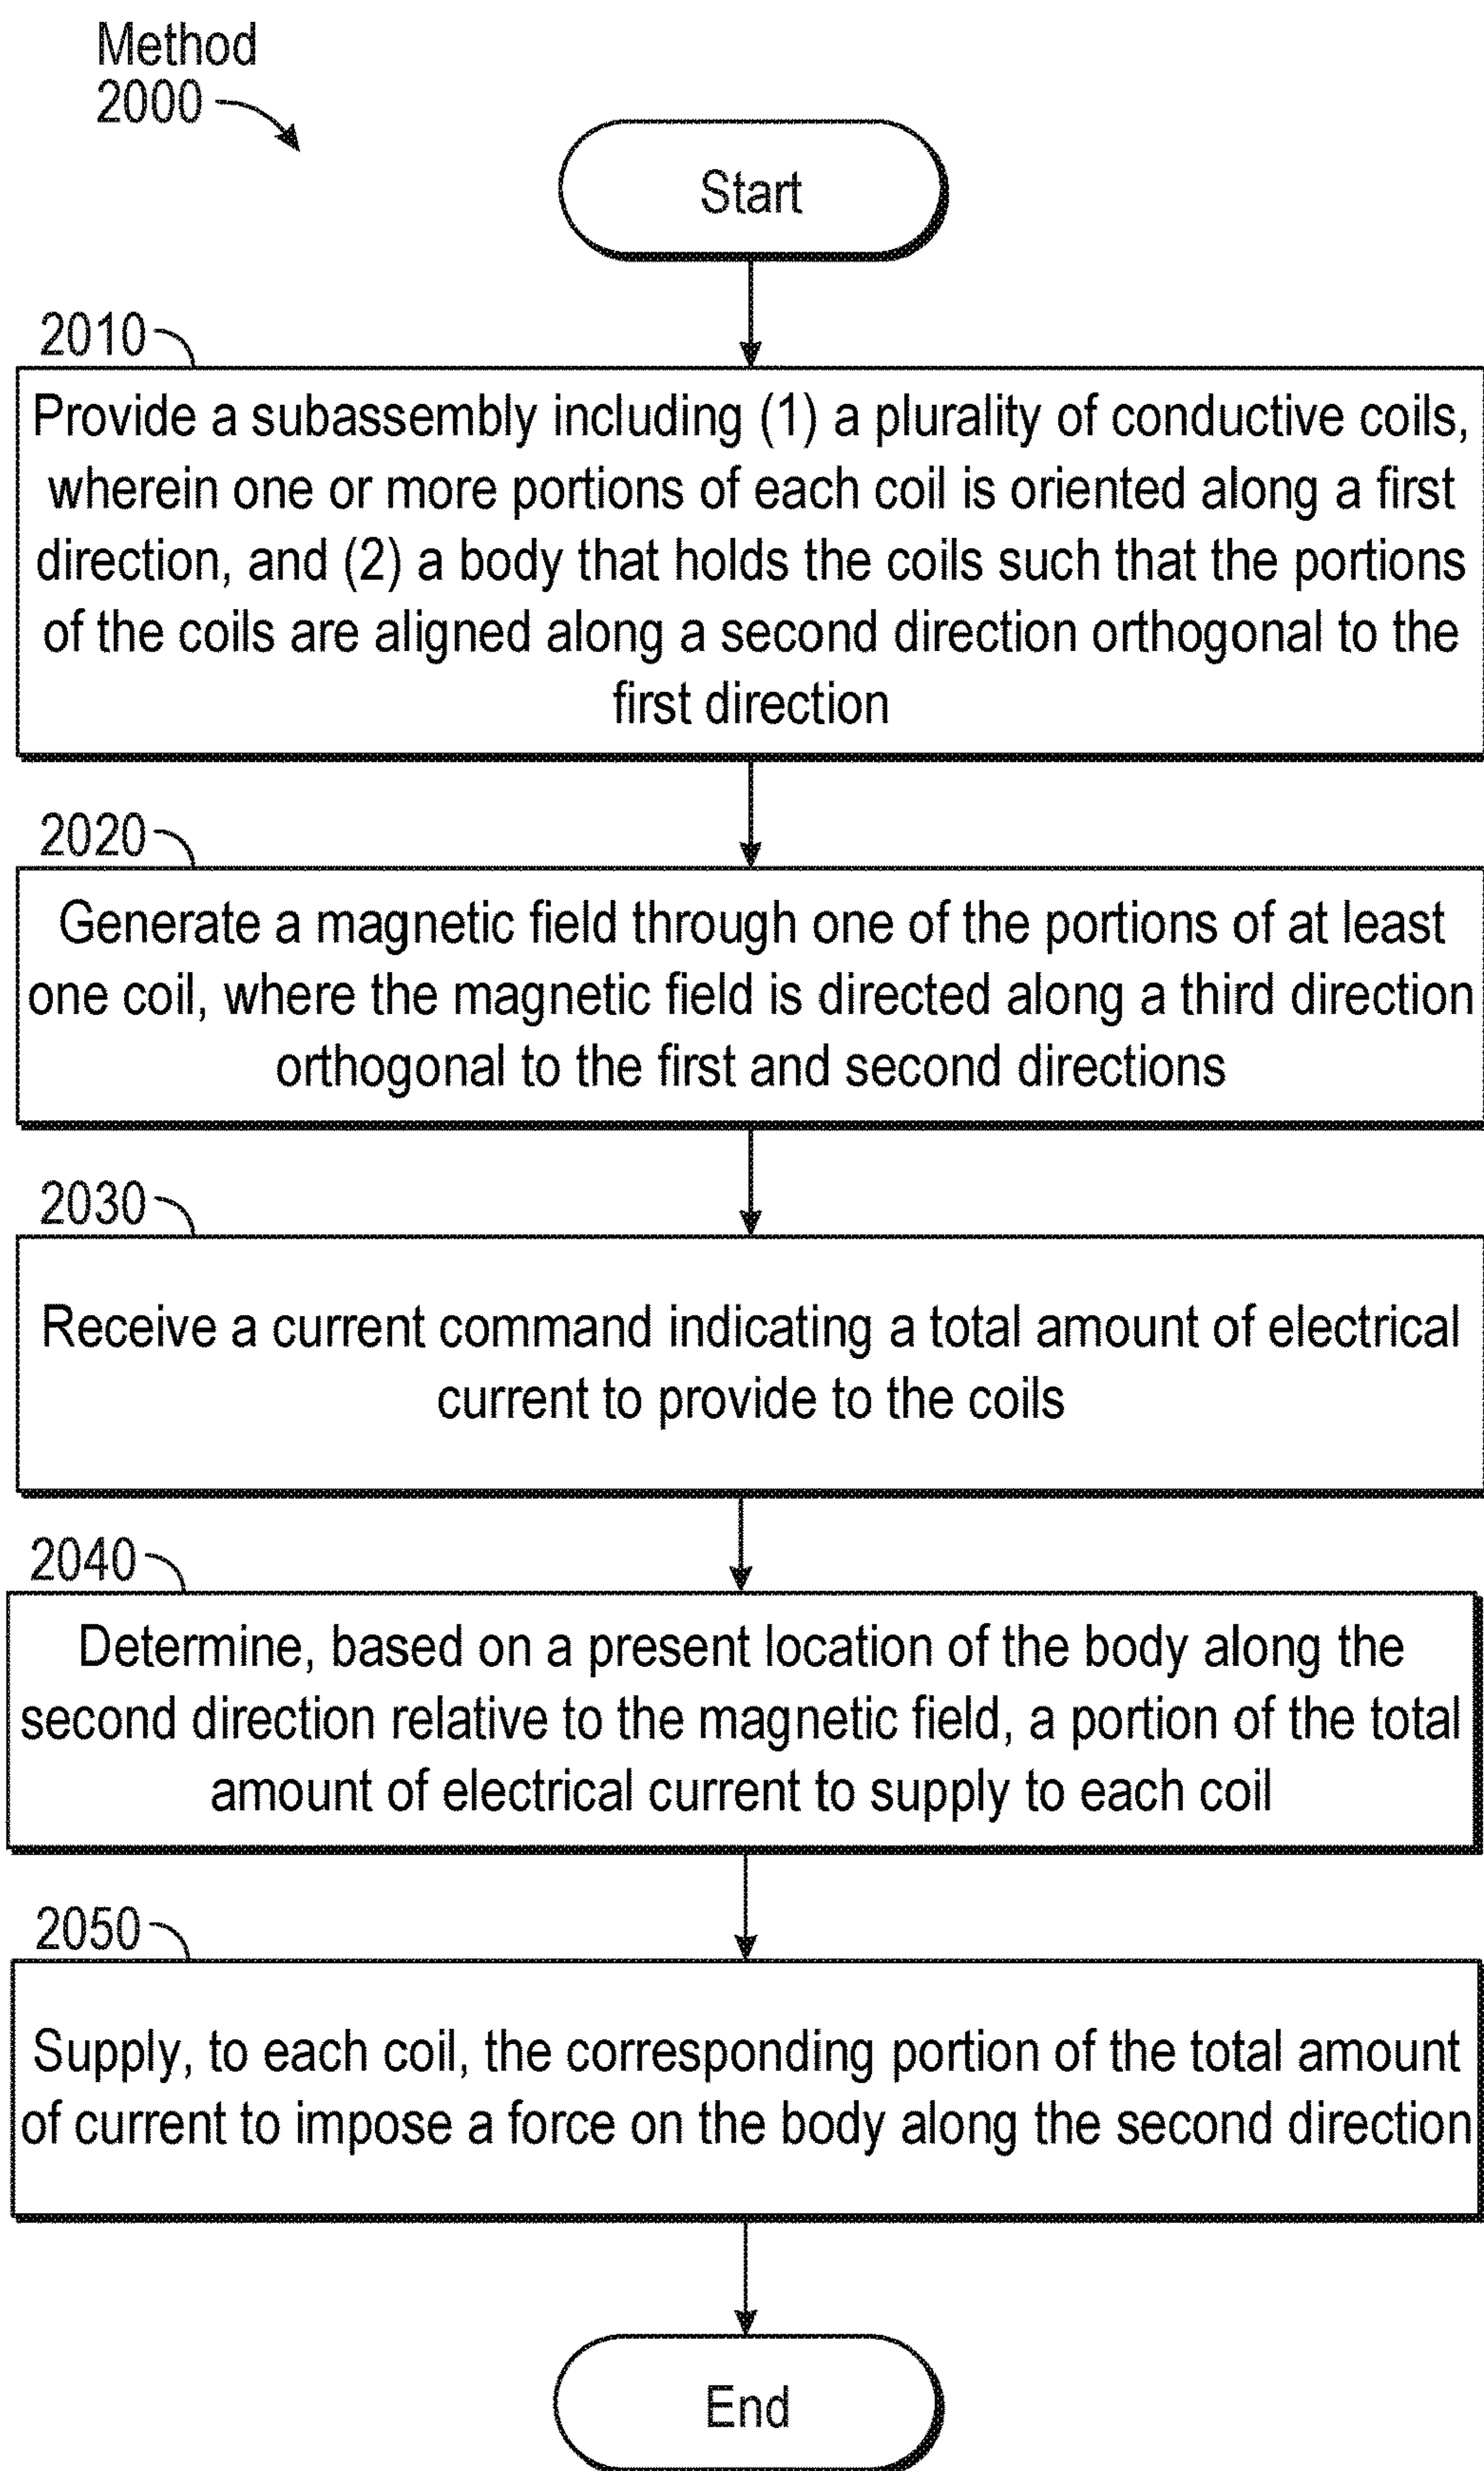 Method
2000
Start
2010
Provide a subassembly including (1) a plurality of conductive coils,
wherein one or more portions of each coil is oriented along a first
direction, and (2) a body that holds the coils such that the portions
of the coils are aligned along a second direction orthogonal to the
first direction
2020
Generate a magnetic field through one of the portions of at least
one coil, where the magnetic field is directed along a third direction
orthogonal to the first and second directions
2030
Receive a current command indicating a total amount of electrical
current to provide to the coils
2040
Determine, based on a present location of the body along the
second direction relative to the magnetic field, a portion of the total
amount of electrical current to supply to each coil
2050
Supply, to each coil, the corresponding portion of the total amount
of current to impose a force on the body along the second direction
End